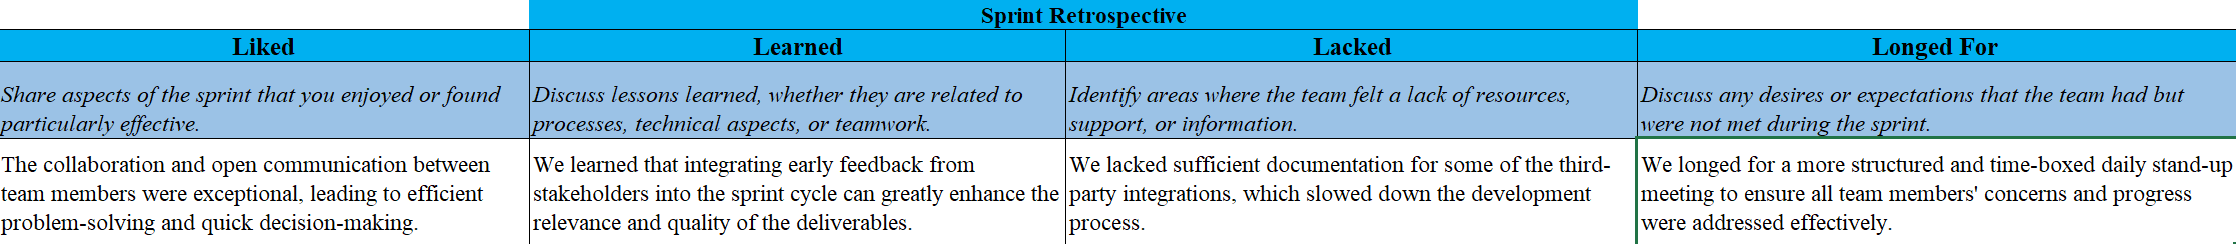 Sprint Retrospective
Liked
Learned
Lacked
Longed For
Share aspects of the sprint that you enjoyed or found
particularly effective.
Discuss lessons learned, whether they are related to
processes, technical aspects, or teamwork.
Identify areas where the team felt a lack of resources,
support, or information.
Discuss any desires or expectations that the team had but
were not met during the sprint.
The collaboration and open communication between
team members were exceptional, leading to efficient
problem-solving and quick decision-making.
We learned that integrating early feedback from
stakeholders into the sprint cycle can greatly enhance the
relevance and quality of the deliverables.
We lacked sufficient documentation for some of the third-
party integrations, which slowed down the development
process.
We longed for a more structured and time-boxed daily stand-up
meeting to ensure all team members' concerns and progress
were addressed effectively.